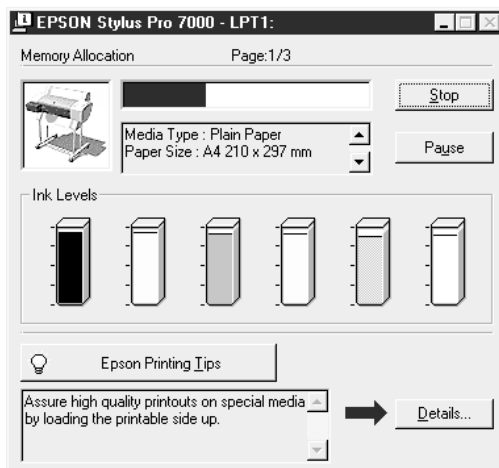 EPSON Stylus Pro 7000 - LPT1:
Memory Allocation Page:1/3
Stop
Media Type : Plain Paper
Paper Size : A4 210 x 297 mm
Pause
Ink Levels
Epson Printing Tips
Assure high quality printouts on special media
by loading the printable side up.
Details...